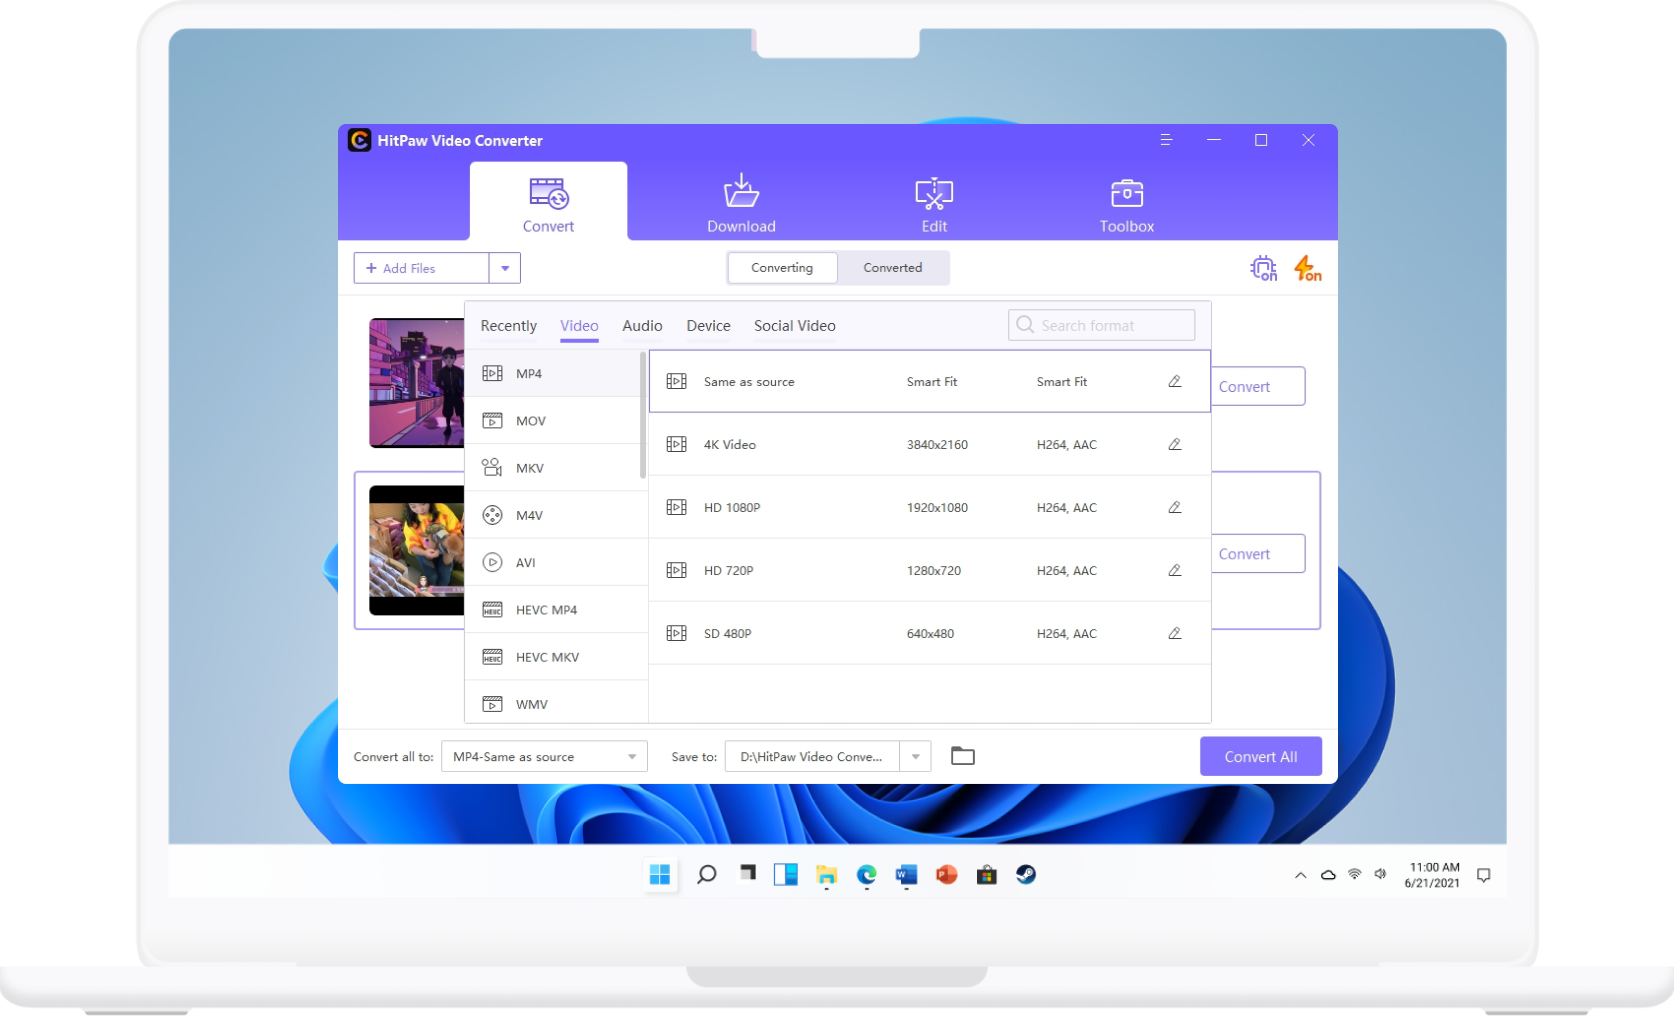 HitPaw Video Converter
Convert
Download
Edit
Toolbox
Add Files
Converting
Converted
on
on
Recently
Video
Audio
Device
Social Video
Search format
MP4
MOV
MKV
M4V
AVI
HEVC MP4
HEVC MKV
WMV
Same as source Smart Fit Smart Fit
4K Video 3840x2160 H264, AAC
HD 1080P 1920x1080 H264, AAC
HD 720P 1280x720 H264, AAC
SD 480P 640x480 H264, AAC
Convert
Convert
Convert all to: MP4-Same as source
Save to: D:\HitPaw Video Conve...
Convert All
11:00 AM
6/21/2021